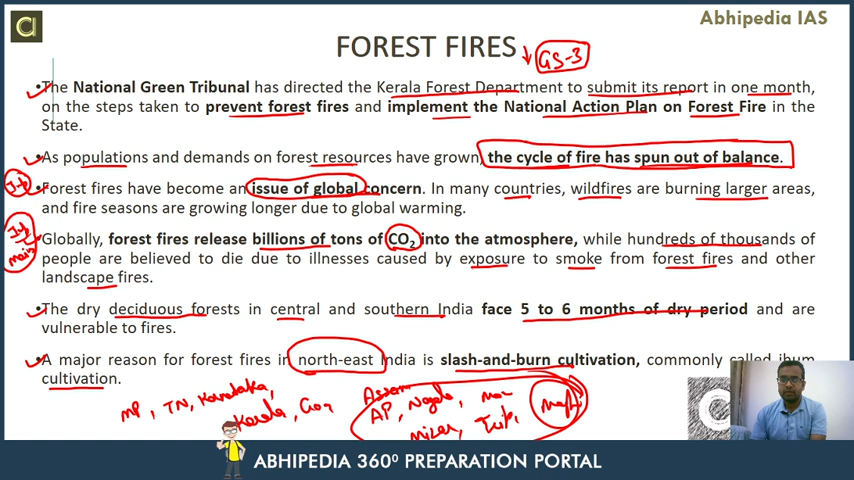 Abhipedia IAS
FOREST FIRES
GS-3
•The National Green Tribunal has directed the Kerala Forest Department to submit its report in one month,
on the steps taken to prevent forest fires and implement the National Action Plan on Forest Fire in the
State.
•As populations and demands on forest resources have grown, the cycle of fire has spun out of balance.
•Forest fires have become an issue of global concern. In many countries, wildfires are burning larger areas,
and fire seasons are growing longer due to global warming.
•Globally, forest fires release billions of tons of CO2 into the atmosphere, while hundreds of thousands of
people are believed to die due to illnesses caused by exposure to smoke from forest fires and other
landscape fires.
•The dry deciduous forests in central and southern India face 5 to 6 months of dry period and are
vulnerable to fires.
•A major reason for forest fires in north-east India is slash-and-burn cultivation, commonly called jhum
cultivation.
MP, TN, Karnataka,
Kerala, Goa
Assam
AP,
ABHIPEDIA 360⁰ PREPARATION PORTAL